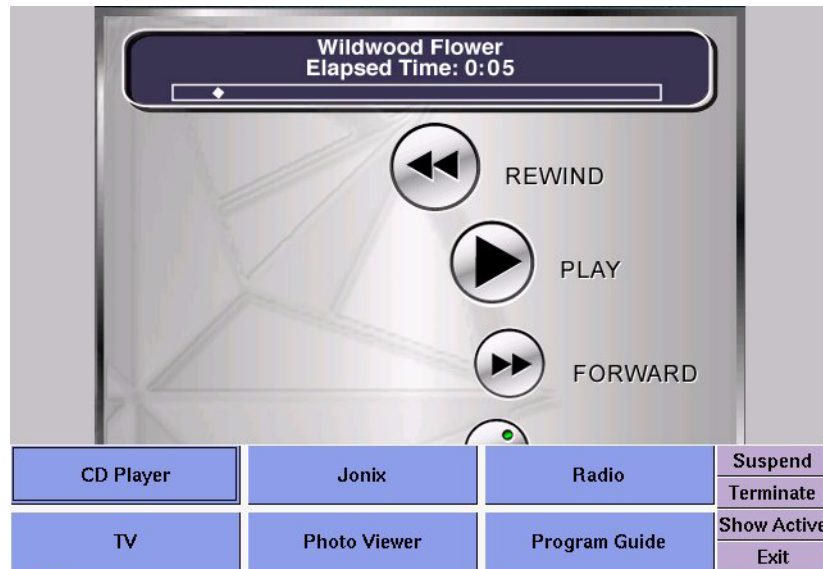 Wildwood Flower
Elapsed Time: 0:05
REWIND
PLAY
FORWARD
CD Player
Jonix
Radio
Suspend
Terminate
TV
Photo Viewer
Program Guide
Show Active
Exit